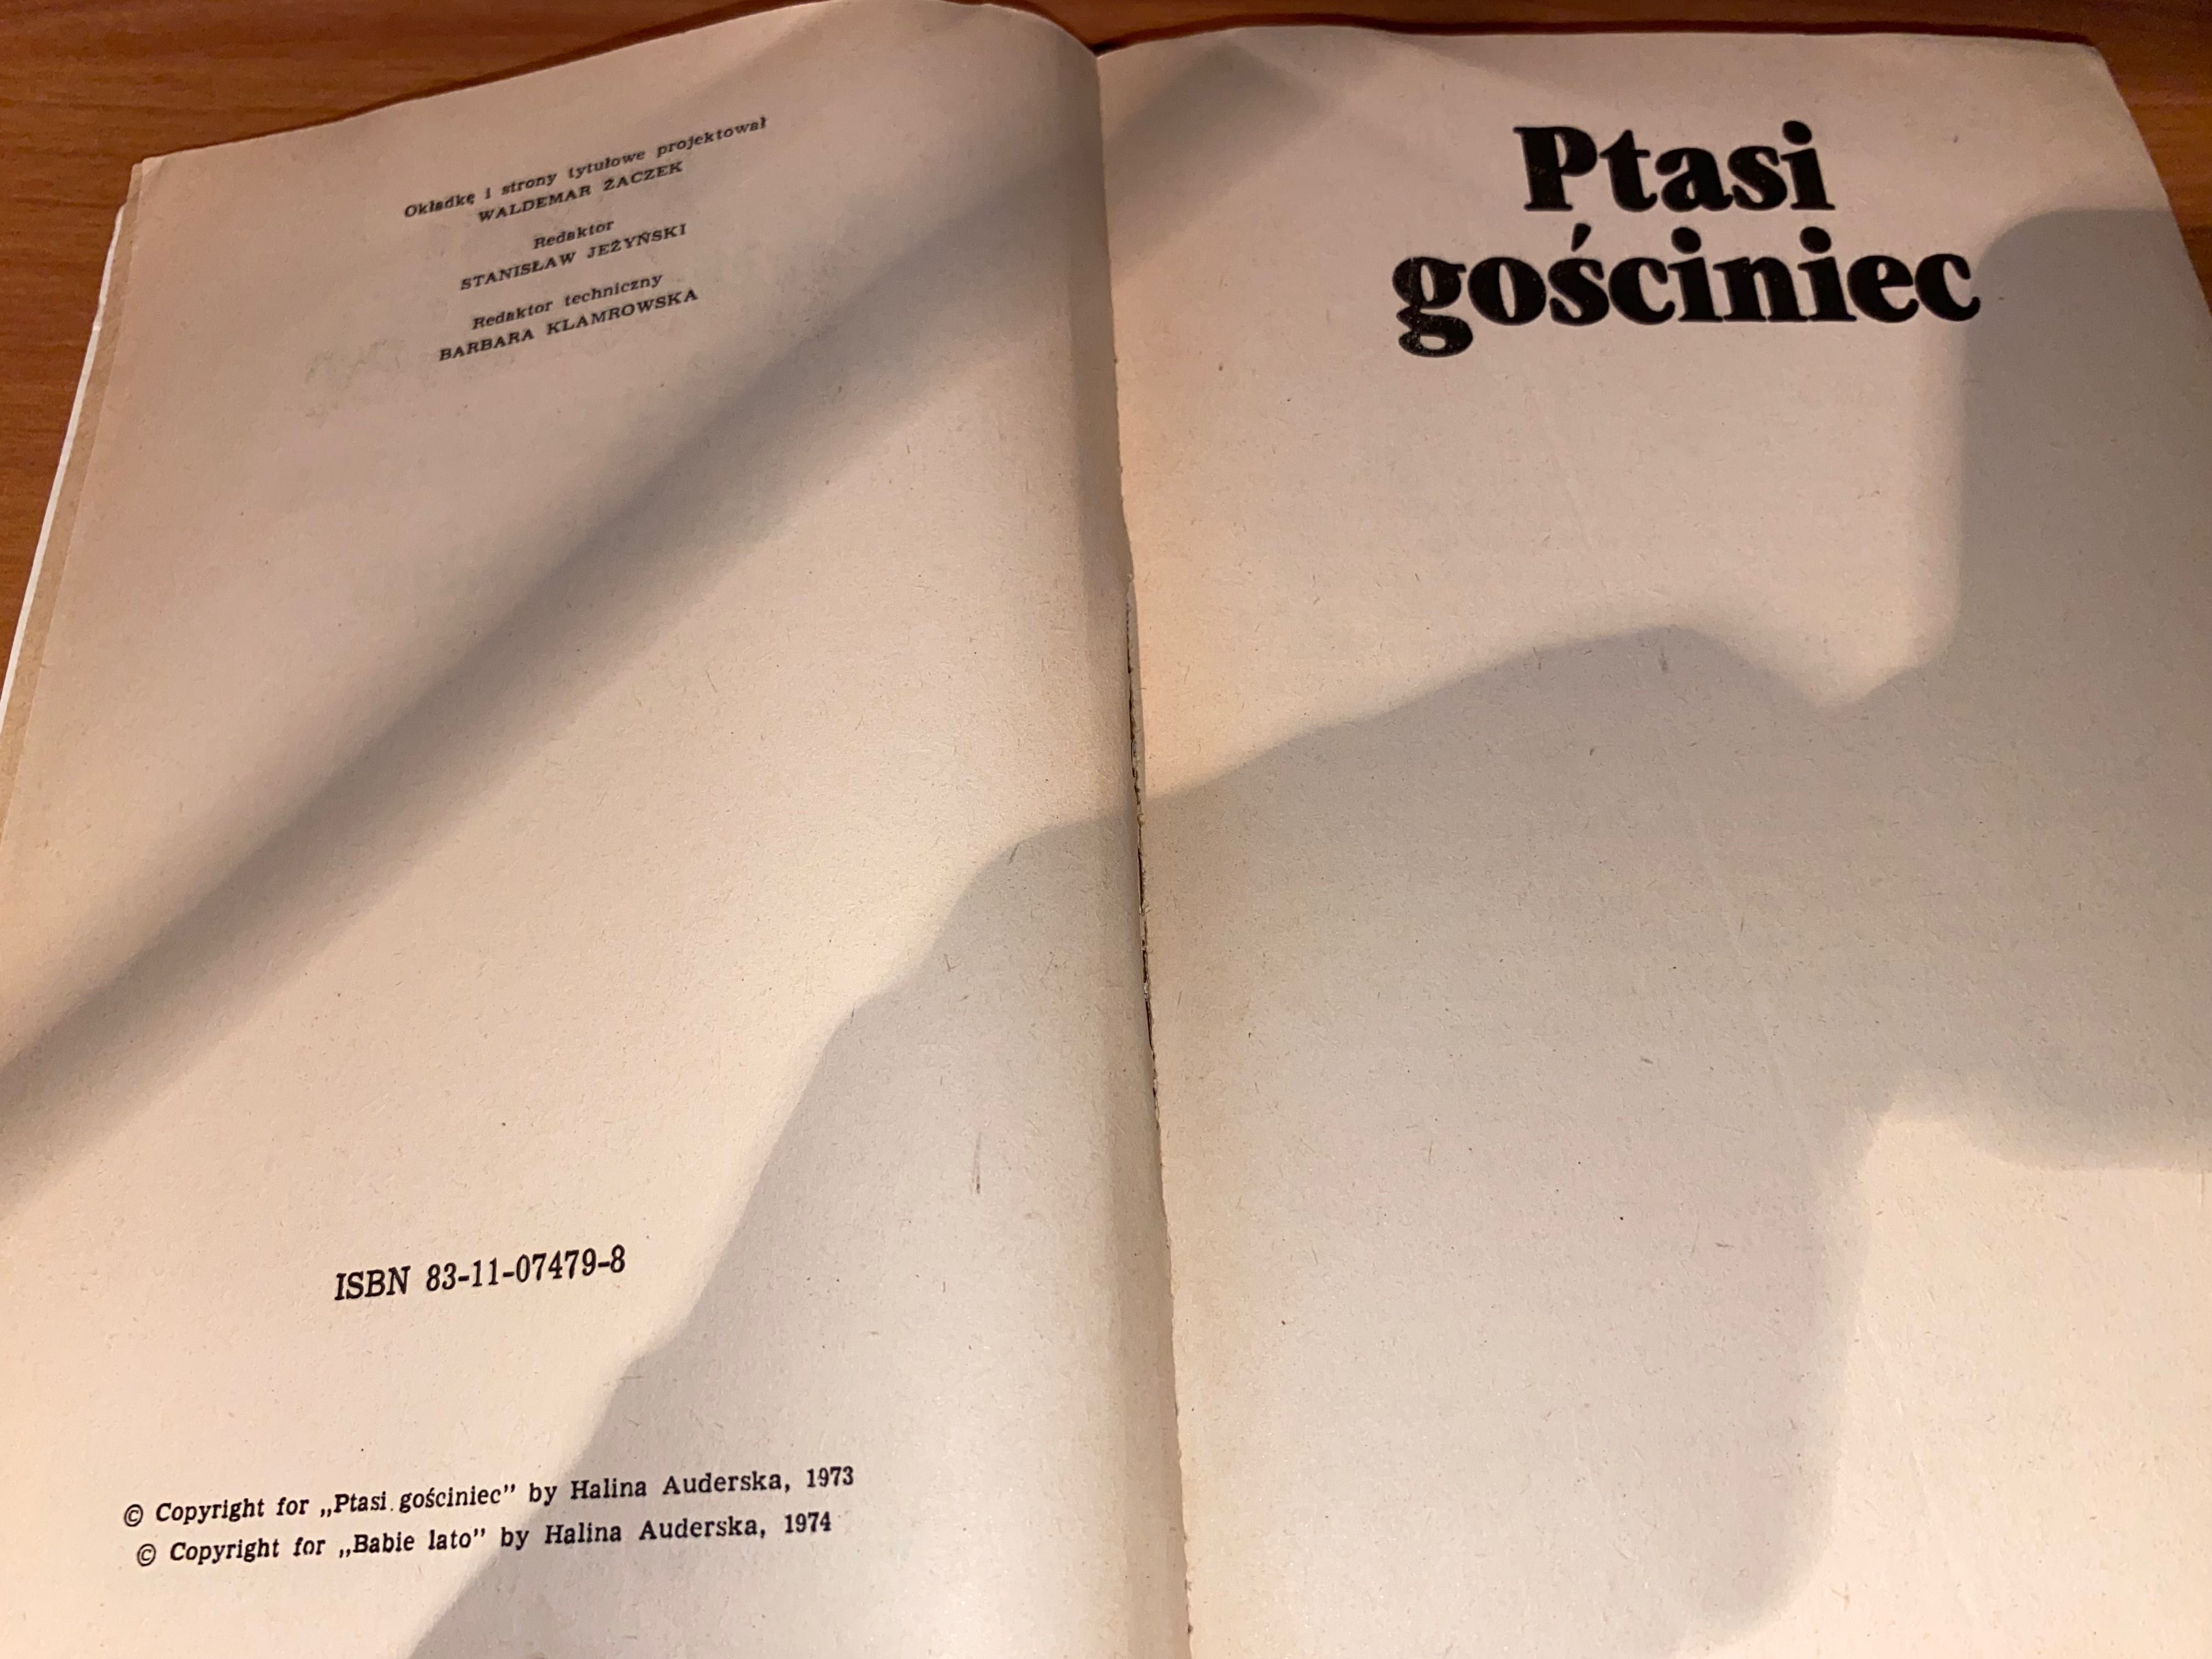 Okładkę i strony tytułowe projektował
WALDEMAR ŻACZEK
Redaktor
STANISŁAW JEŻYŃSKI
Redaktor techniczny
BARBARA KLAMROWSKA
ISBN 83-11-07479-8
© Copyright for „Ptasi gościniec” by Halina Auderska, 1973
© Copyright for „Babie lato” by Halina Auderska, 1974
Ptasi
gościniec